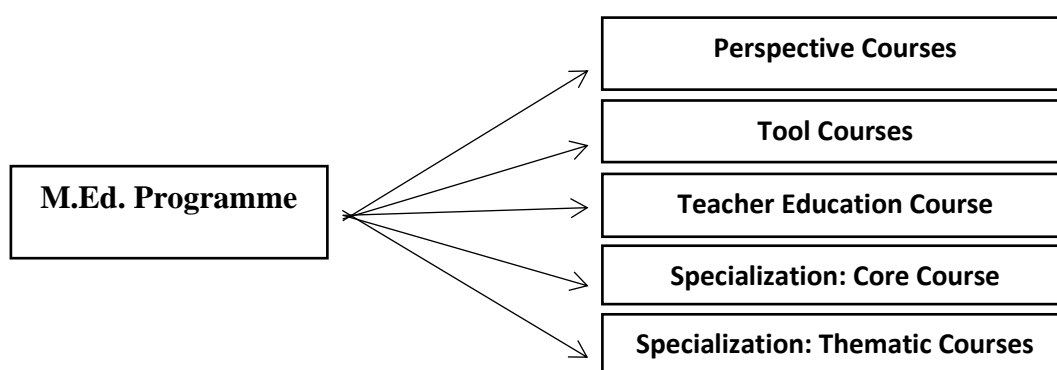 Perspective Courses
Tool Courses
M.Ed. Programme
Teacher Education Course
Specialization: Core Course
Specialization: Thematic Courses